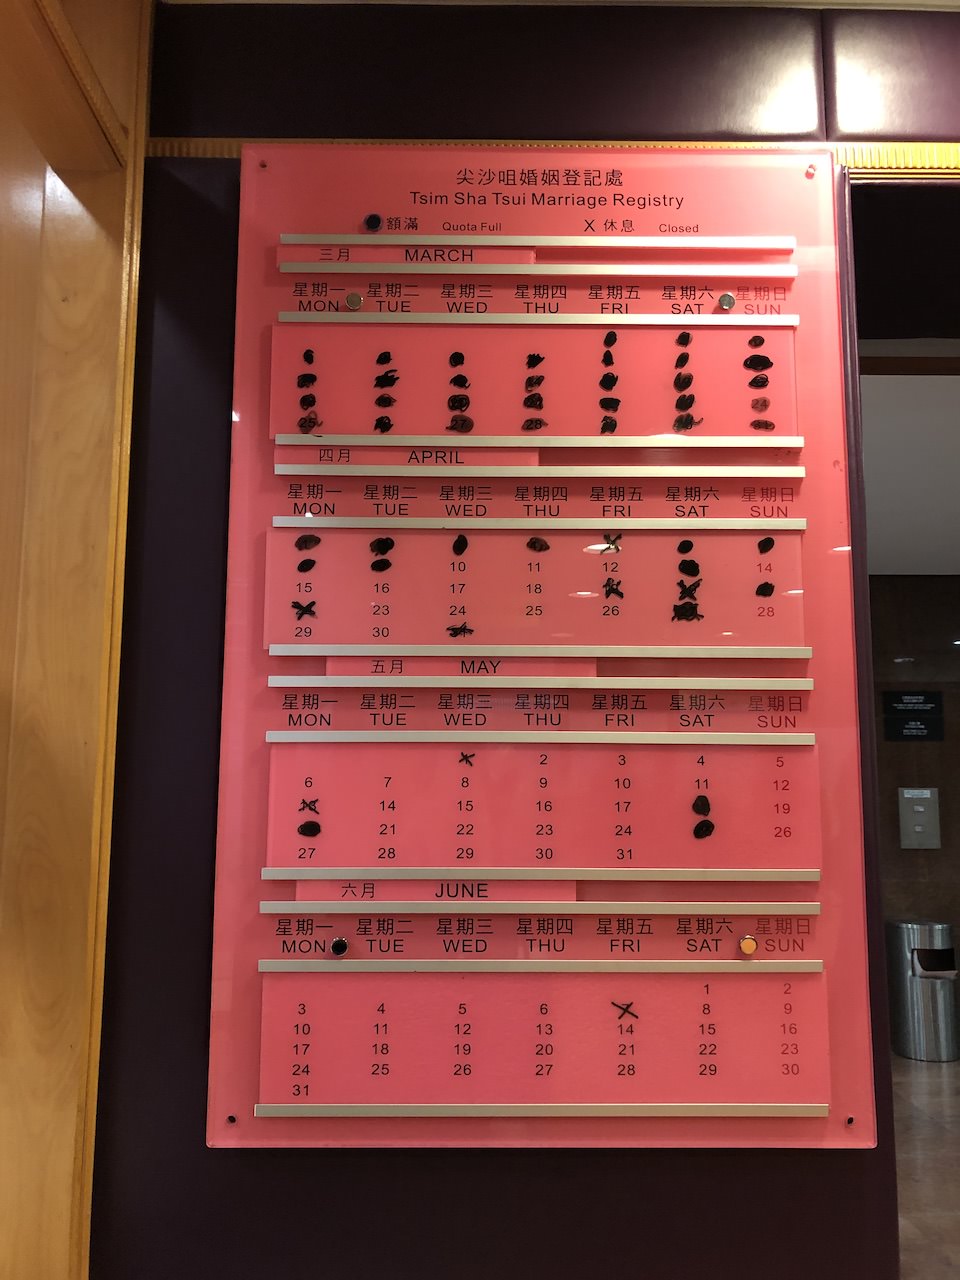 尖沙咀婚姻登記處
Tsim Sha Tsui Marriage Registry
額滿 Quota Full X 休息 Closed
三月 MARCH
星期一 星期二 星期三 星期四 星期五 星期六 星期日
MON TUE WED THU FRI SAT SUN
24
25 27 28 31
四月 APRIL
星期一 星期二 星期三 星期四 星期五 星期六 星期日
MON TUE WED THU FRI SAT SUN
10 11 12 14
15 16 17 18
23 24 25 26 28
29 30
五月 MAY
星期一 星期二 星期三 星期四 星期五 星期六 星期日
MON TUE WED THU FRI SAT SUN
2 3 4 5
6 7 8 9 10 11 12
14 15 16 17 19
21 22 23 24 26
27 28 29 30 31
六月 JUNE
星期一 星期二 星期三 星期四 星期五 星期六 星期日
MON TUE WED THU FRI SAT SUN
1 2
3 4 5 6 7 8 9
10 11 12 13 14 15 16
17 18 19 20 21 22 23
24 25 26 27 28 29 30
31